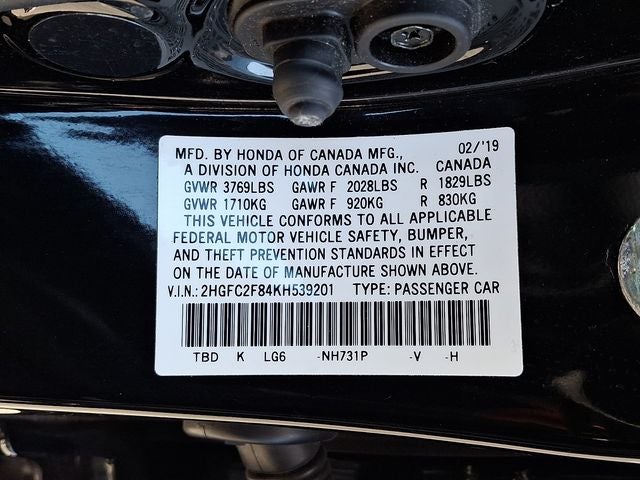 MFD. BY HONDA OF CANADA MFG., 02/'19
A DIVISION OF HONDA CANADA INC. CANADA
GVWR 3769LBS GAWR F 2028LBS R 1829LBS
GVWR 1710KG GAWR F 920KG R 830KG
THIS VEHICLE CONFORMS TO ALL APPLICABLE
FEDERAL MOTOR VEHICLE SAFETY, BUMPER,
AND THEFT PREVENTION STANDARDS IN EFFECT
ON THE DATE OF MANUFACTURE SHOWN ABOVE.
V.I.N.: 2HGFC2F84KH539201 TYPE: PASSENGER CAR
TBD K LG6 -NH731P -V -H